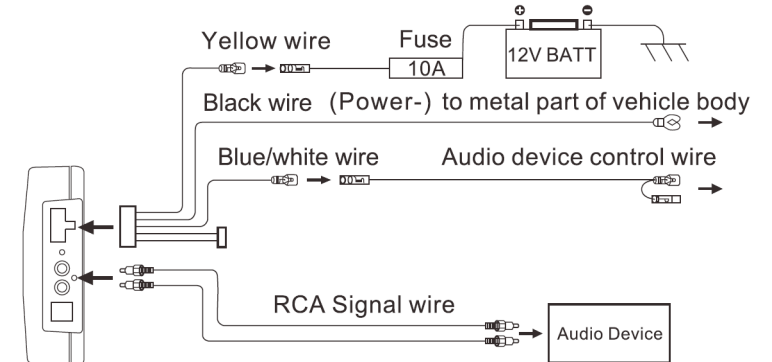 Yellow wire
Fuse
10A
+
-
12V BATT
Black wire (Power-) to metal part of vehicle body
Blue/white wire
Audio device control wire
RCA Signal wire
Audio Device